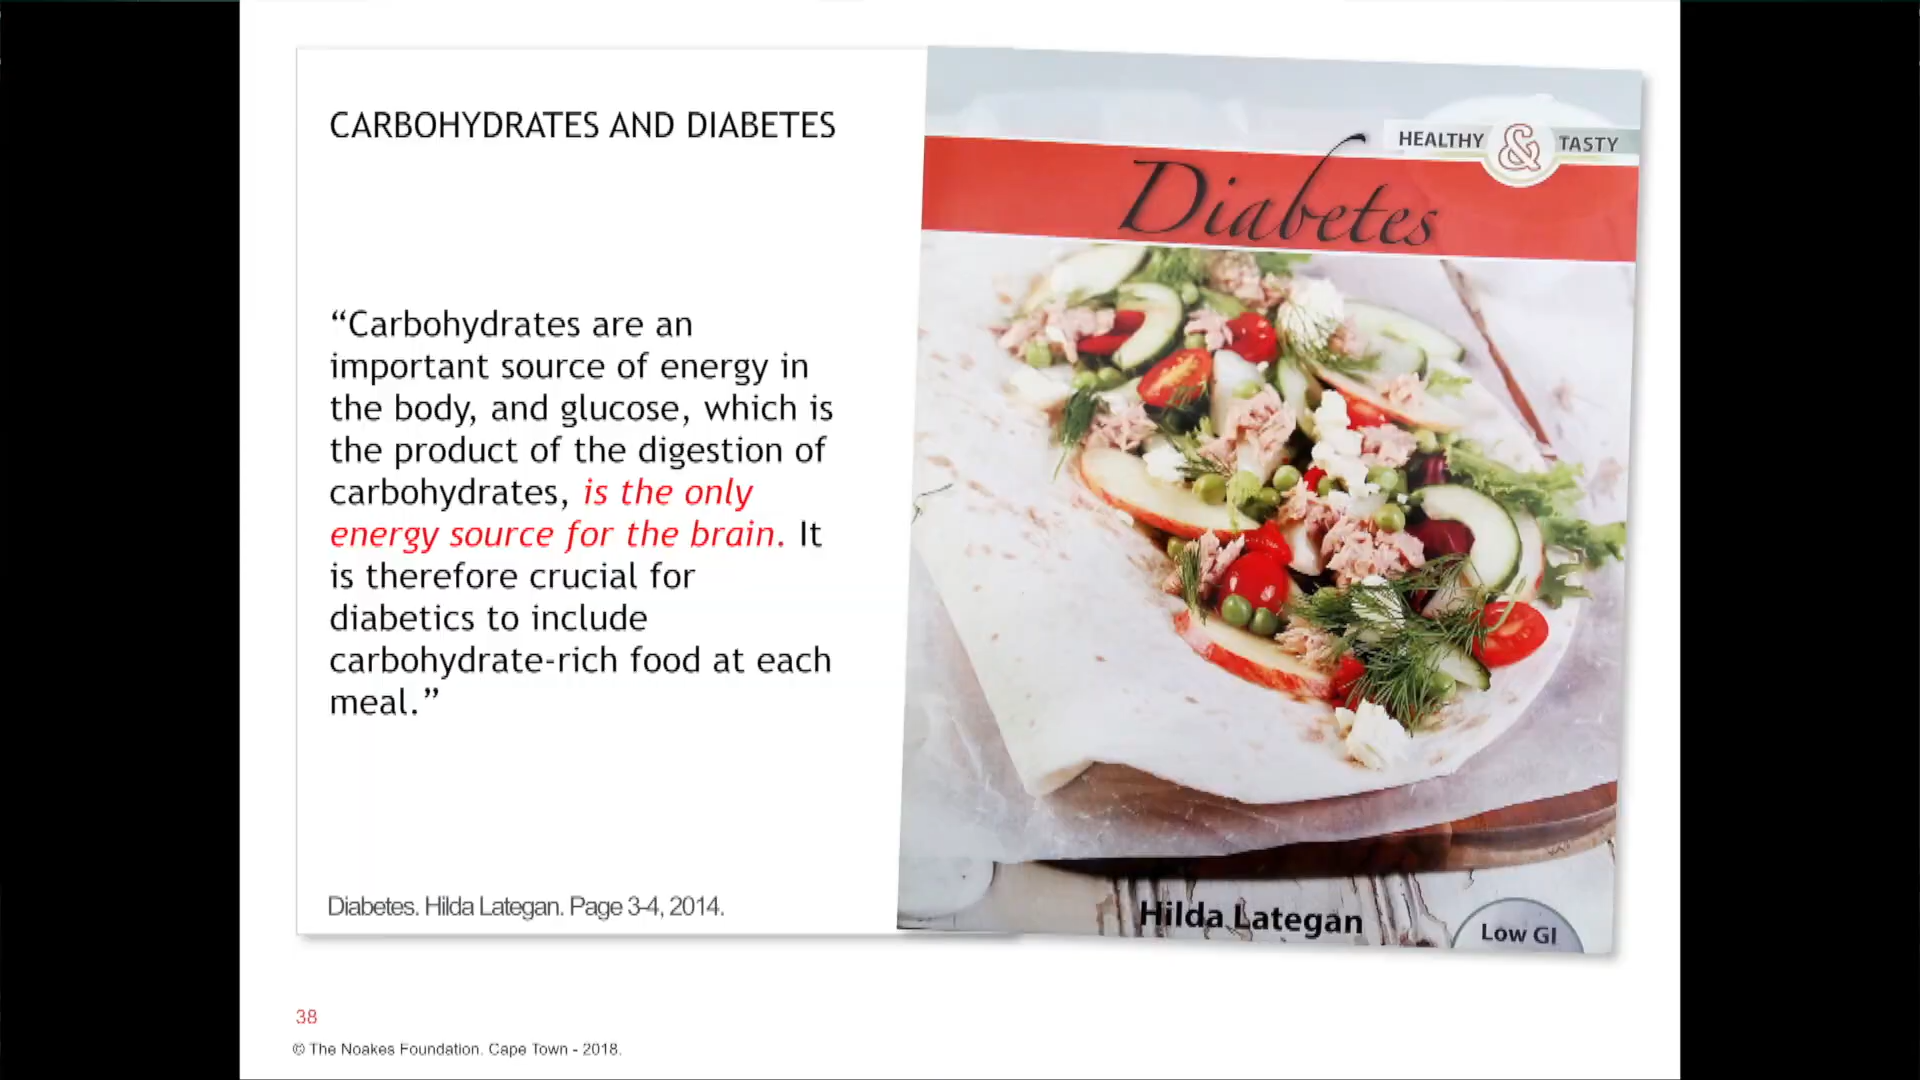 CARBOHYDRATES AND DIABETES
“Carbohydrates are an
important source of energy in
the body, and glucose, which is
the product of the digestion of
carbohydrates, is the only
energy source for the brain. It
is therefore crucial for
diabetics to include
carbohydrate-rich food at each
meal.”
Diabetes. Hilda Lategan. Page 3-4, 2014.
HEALTHY & TASTY
Diabetes
Hilda Lategan
Low GI
38
© The Noakes Foundation. Cape Town - 2018.